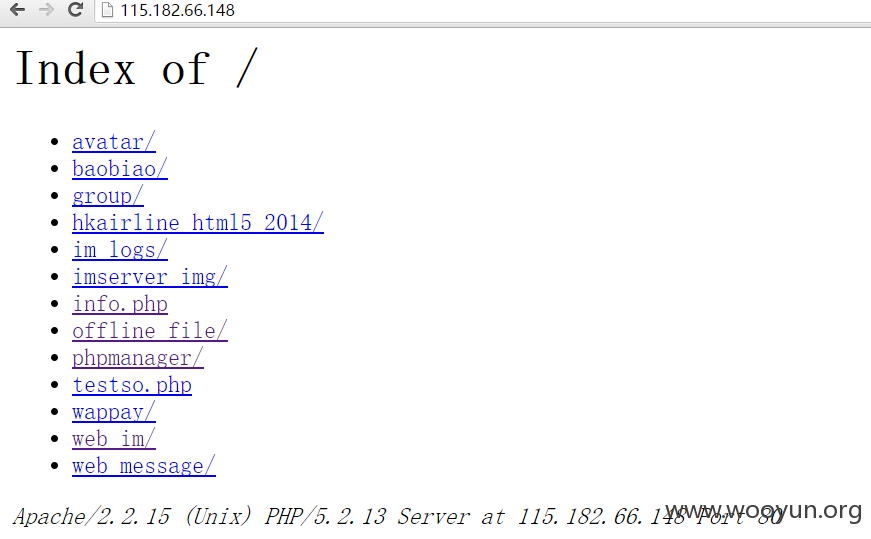 115.182.66.148
Index of /
avatar/
baobiao/
group/
hkairline_html5_2014/
im_logs/
imserver_img/
info.php
offline_file/
phpmanager/
testso.php
wappay/
web_im/
web_message/
Apache/2.2.15 (Unix) PHP/5.2.13 Server at 115.182.66.148 Port 80
www.wooyun.org